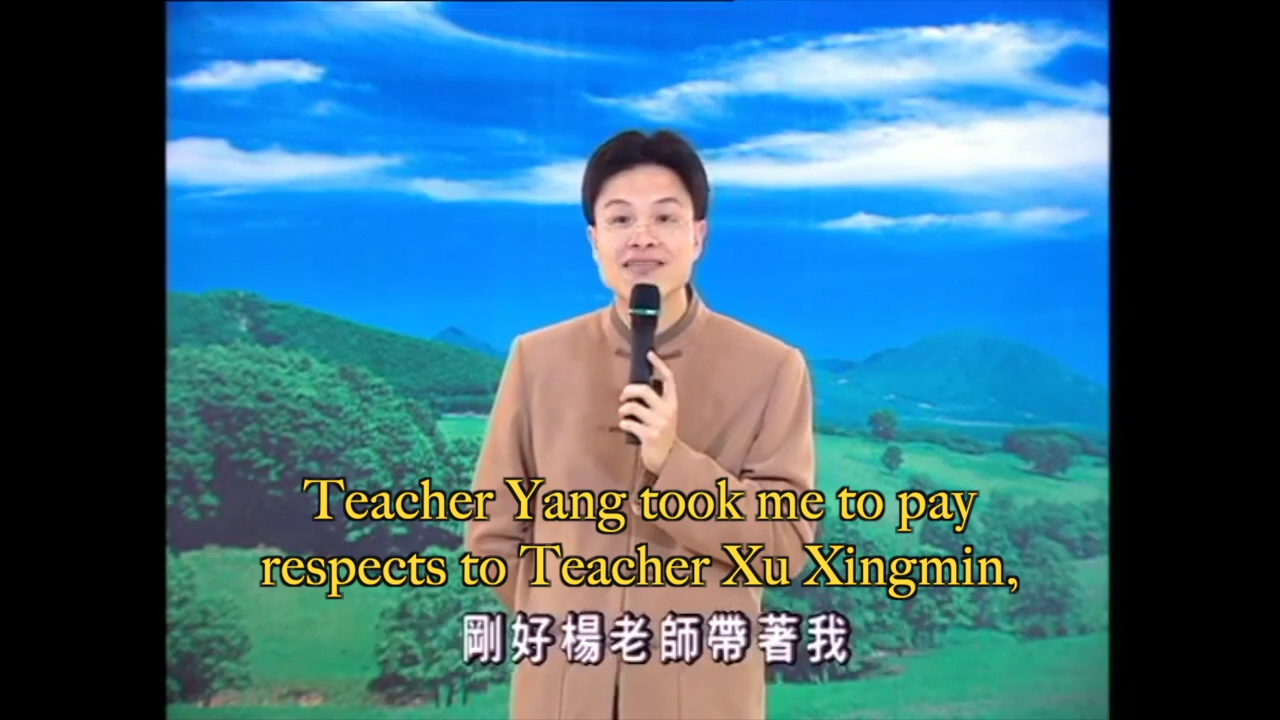 Teacher Yang took me to pay
respects to Teacher Xu Xingmin,
剛好楊老師帶著我